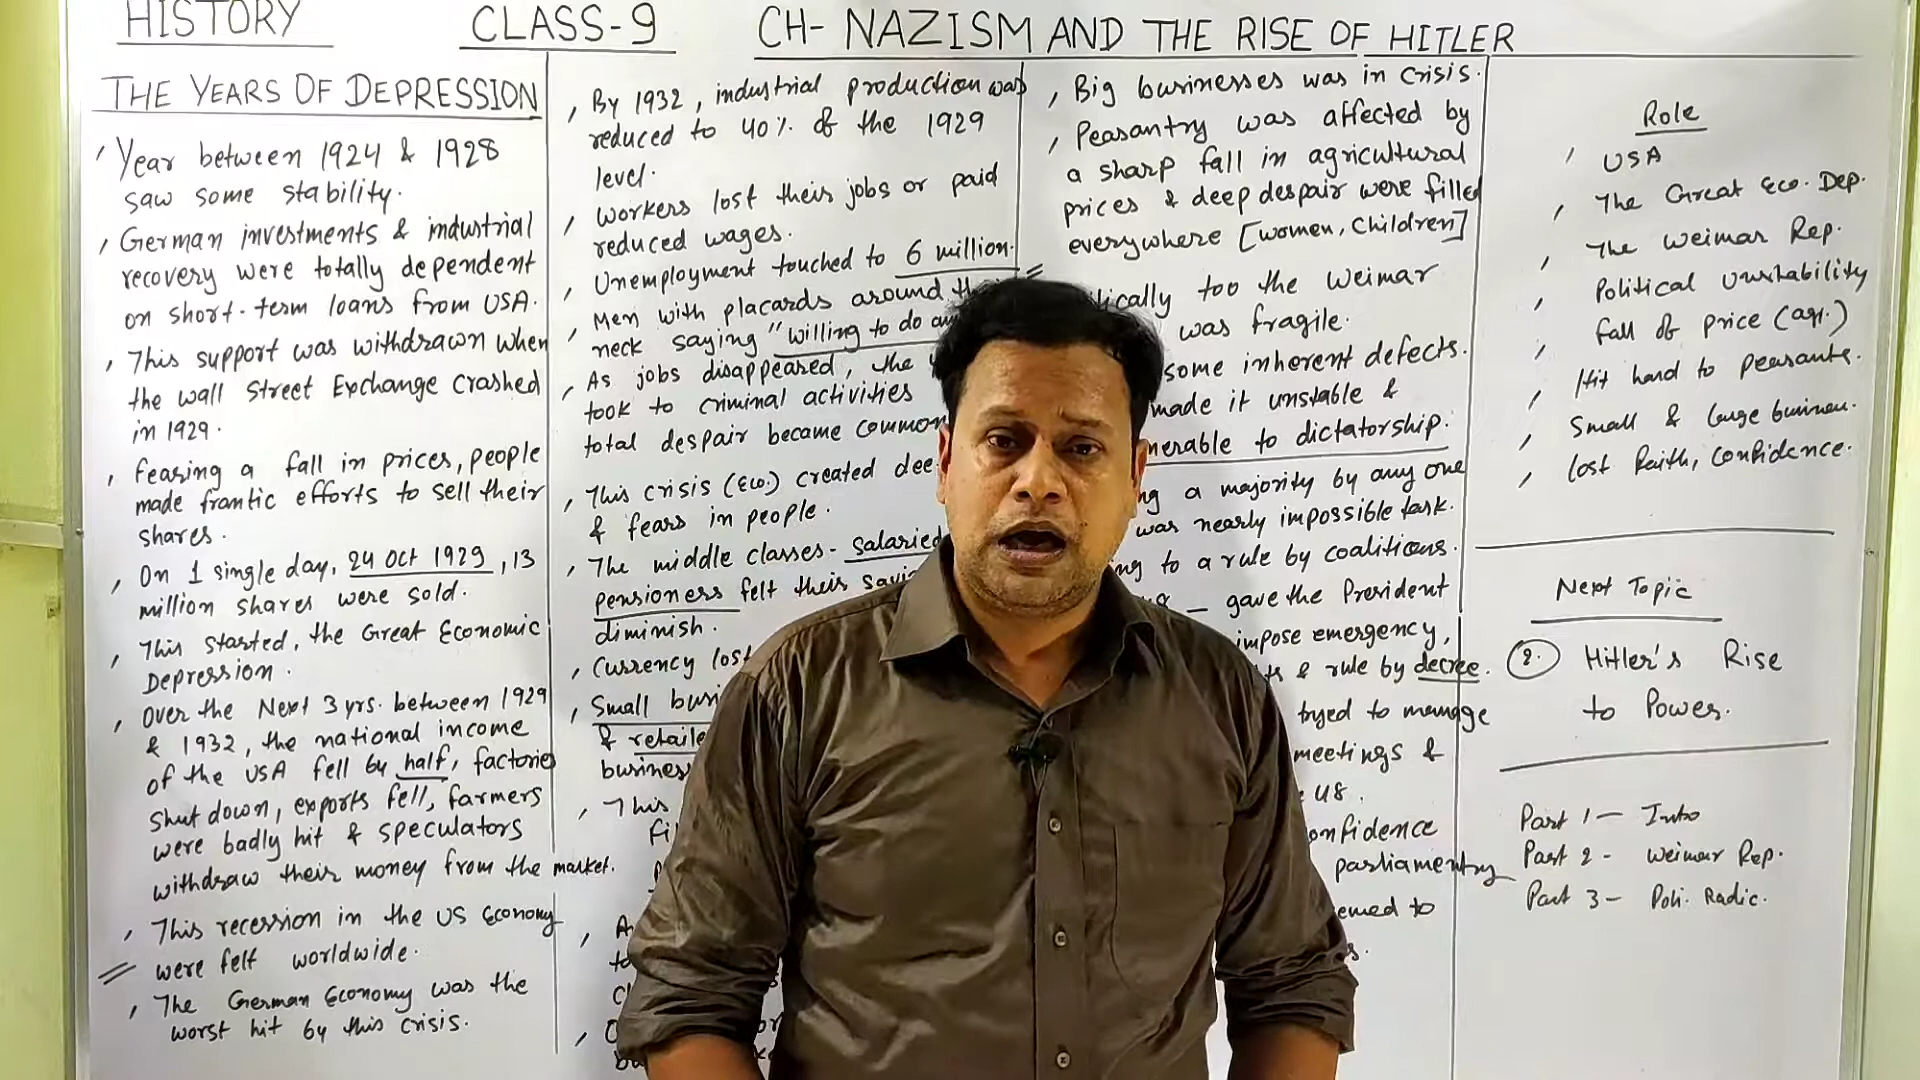 HISTORY CLASS-9 CH- NAZISM AND THE RISE OF HITLER
THE YEARS OF DEPRESSION
Year between 1924 & 1928
saw some stability.
German investments & industrial
recovery were totally dependent
on short-term loans from USA.
This support was withdrawn when
the wall Street Exchange Crashed
in 1929.
Fearing a fall in prices, people
made frantic efforts to sell their
shares.
On 1 single day, 24 Oct 1929, 13
million shares were sold.
This started, the Great Economic
Depression.
Over the Next 3 yrs. between 1929
& 1932, the national income
of the USA fell by half, factories
shut down, exports fell, farmers
were badly hit & speculators
withdraw their money from the market.
This recession in the US Economy
were felt worldwide.
The German Economy was the
worst hit by this crisis.
By 1932, industrial production was
reduced to 40% of the 1929
level.
Workers lost their jobs or paid
reduced wages.
Unemployment touched to 6 million.
Men with placards around
neck saying "willing to do
As jobs disappeared, the
took to criminal activities
total despair became common
This crisis (Eco.) created
& fears in people.
The middle classes- salaried
pensioners felt their
diminish.
Currency lost
Small
&
business
This
Big businesses was in crisis.
Peasantry was affected by
a sharp fall in agricultural
prices & deep despair were filled
everywhere [women, Children]
too the Weimar
was fragile.
some inherent defects.
made it unstable &
to dictatorship.
a majority by any one
was nearly impossible task.
to a rule by coalitions.
— gave the President
impose emergency,
& rule by decree.
tryed to manage
meetings &
48.
parliamentry
to
Role
USA
The Great Eco. Dep.
The Weimar Rep.
Political Unstability
Fall of price (agr.)
Hit hard to peasants.
Small & large businen.
lost faith, confidence.
Next Topic
2. Hitler's Rise
to Power.
Part 1 — Intro
Part 2 - Weimar Rep.
Part 3 — Poli. Radic.